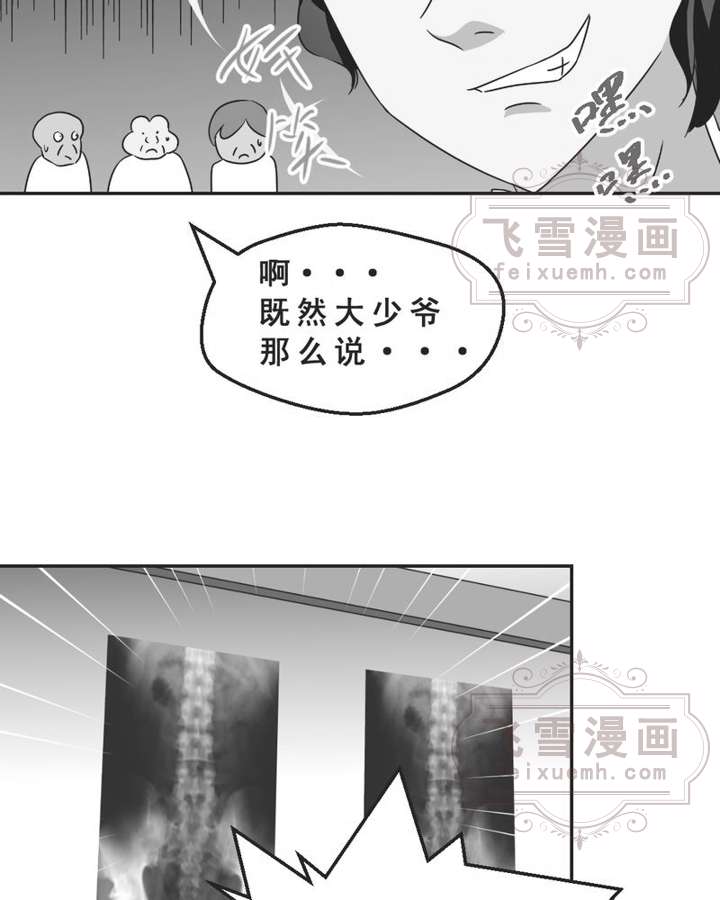 奸笑
嘿…
嘿…
飞雪漫画
feixuemh.com
啊···
既然大少爷
那么说···
飞雪漫画
feixuemh.com